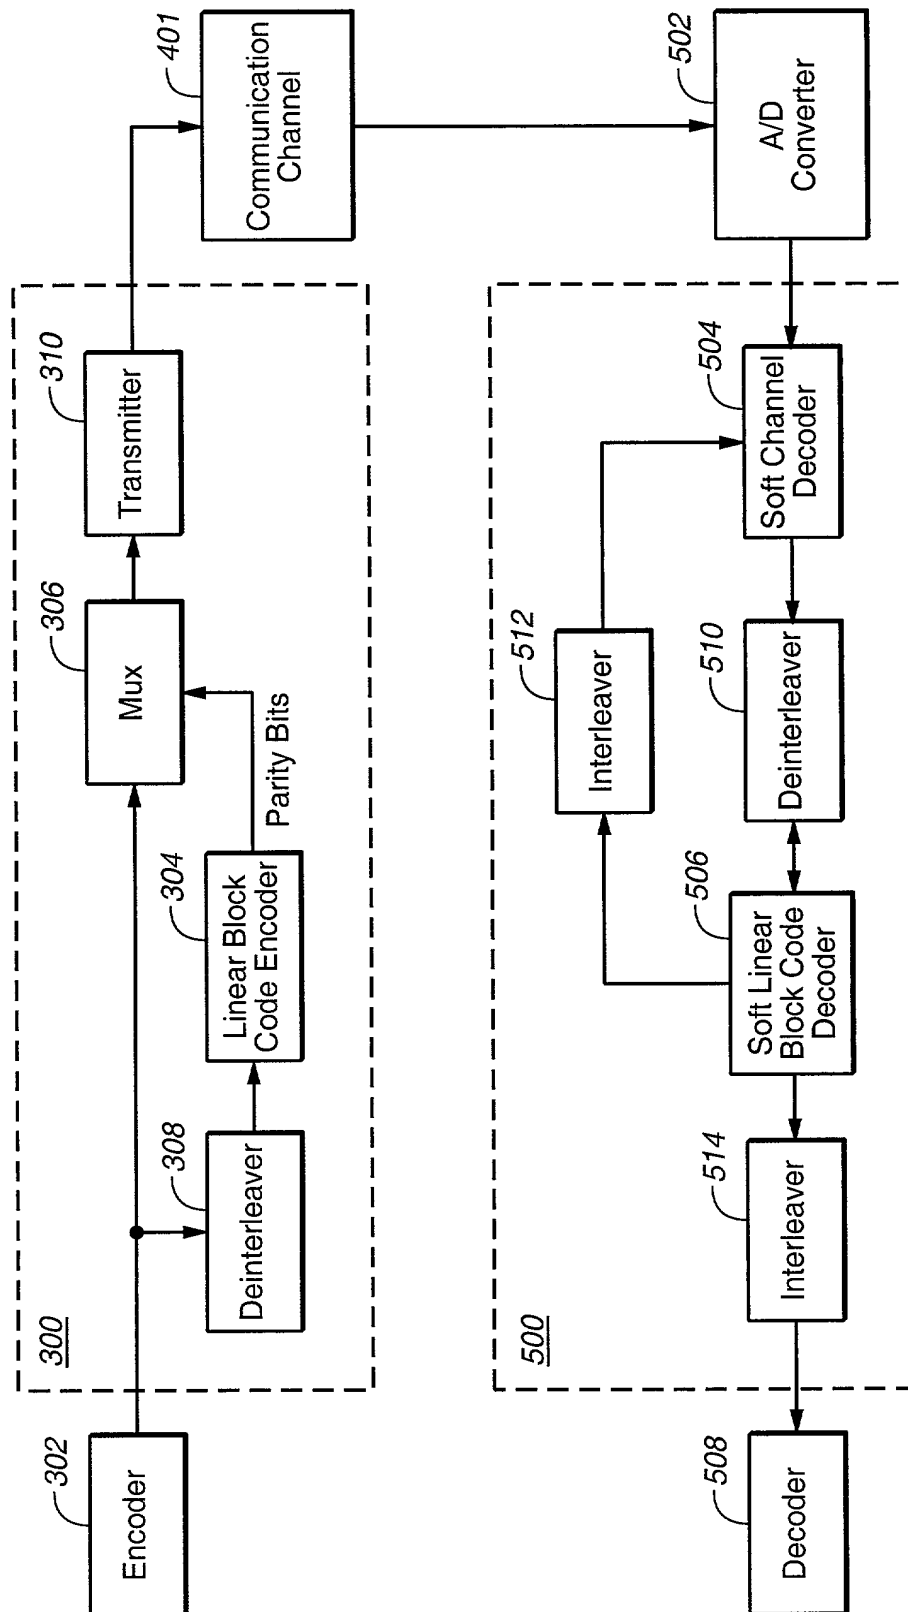 302
Encoder
300
308
Deinterleaver
304
Linear Block
Code Encoder
Parity Bits
306
Mux
310
Transmitter
401
Communication
Channel
502
A/D
Converter
500
504
Soft Channel
Decoder
512
Interleaver
510
Deinterleaver
506
Soft Linear
Block Code
Decoder
514
Interleaver
508
Decoder